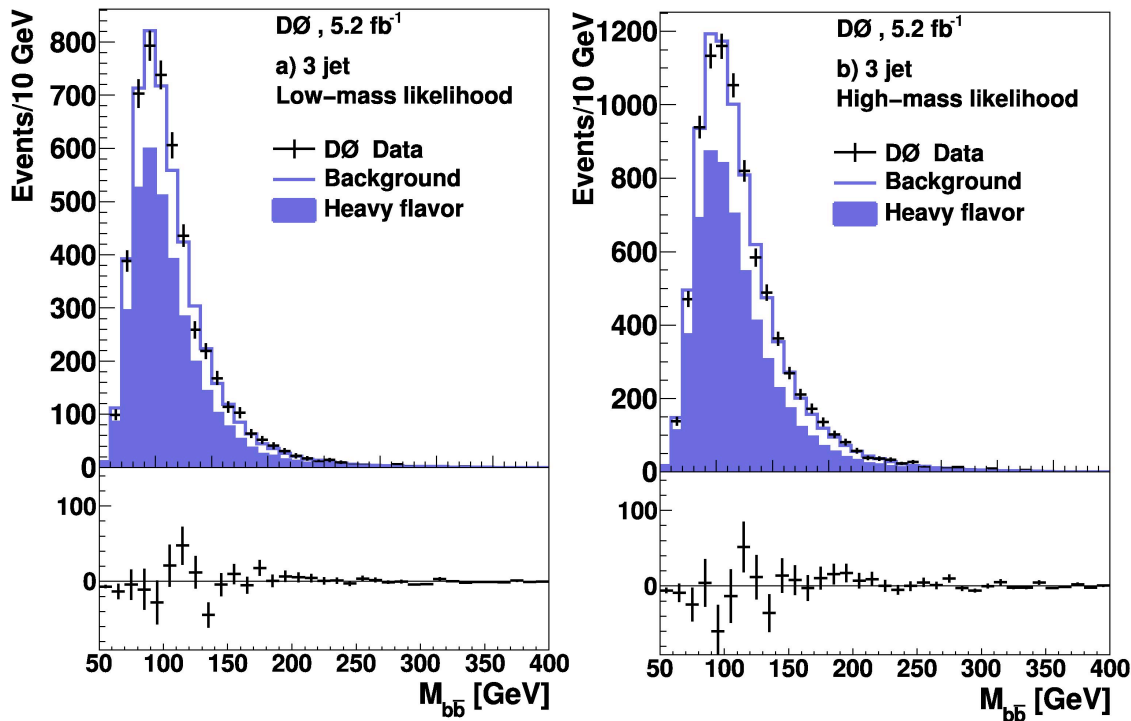 DØ , 5.2 fb-1
a) 3 jet
Low-mass likelihood
DØ Data
Background
Heavy flavor
Events/10 GeV
800
700
600
500
400
300
200
100
0
100
0
50 100 150 200 250 300 350 400
M_bb̅ [GeV]
DØ , 5.2 fb-1
b) 3 jet
High-mass likelihood
DØ Data
Background
Heavy flavor
Events/10 GeV
1200
1000
800
600
400
200
0
100
0
50 100 150 200 250 300 350 400
M_bb̅ [GeV]